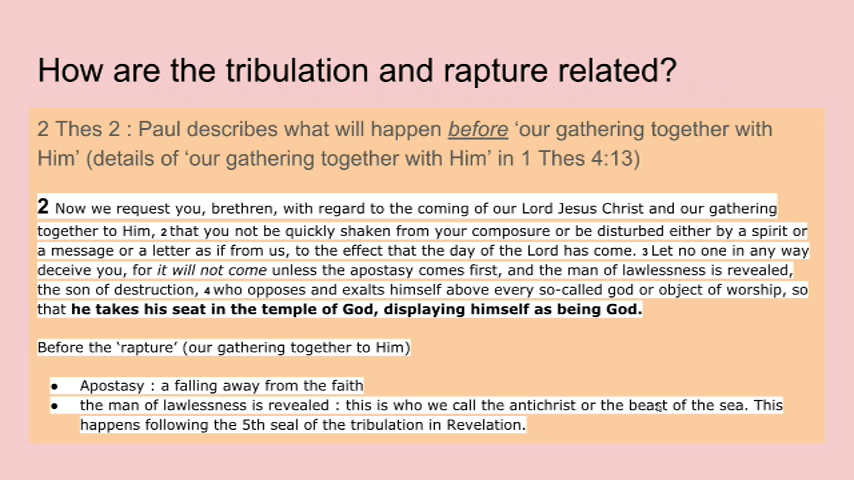 How are the tribulation and rapture related?
2 Thes 2 : Paul describes what will happen before ‘our gathering together with
Him’ (details of ‘our gathering together with Him’ in 1 Thes 4:13)
2 Now we request you, brethren, with regard to the coming of our Lord Jesus Christ and our gathering
together to Him, 2 that you not be quickly shaken from your composure or be disturbed either by a spirit or
a message or a letter as if from us, to the effect that the day of the Lord has come. 3 Let no one in any way
deceive you, for it will not come unless the apostasy comes first, and the man of lawlessness is revealed,
the son of destruction, 4 who opposes and exalts himself above every so-called god or object of worship, so
that he takes his seat in the temple of God, displaying himself as being God.
Before the ‘rapture’ (our gathering together to Him)
● Apostasy : a falling away from the faith
● the man of lawlessness is revealed : this is who we call the antichrist or the beast of the sea. This
happens following the 5th seal of the tribulation in Revelation.